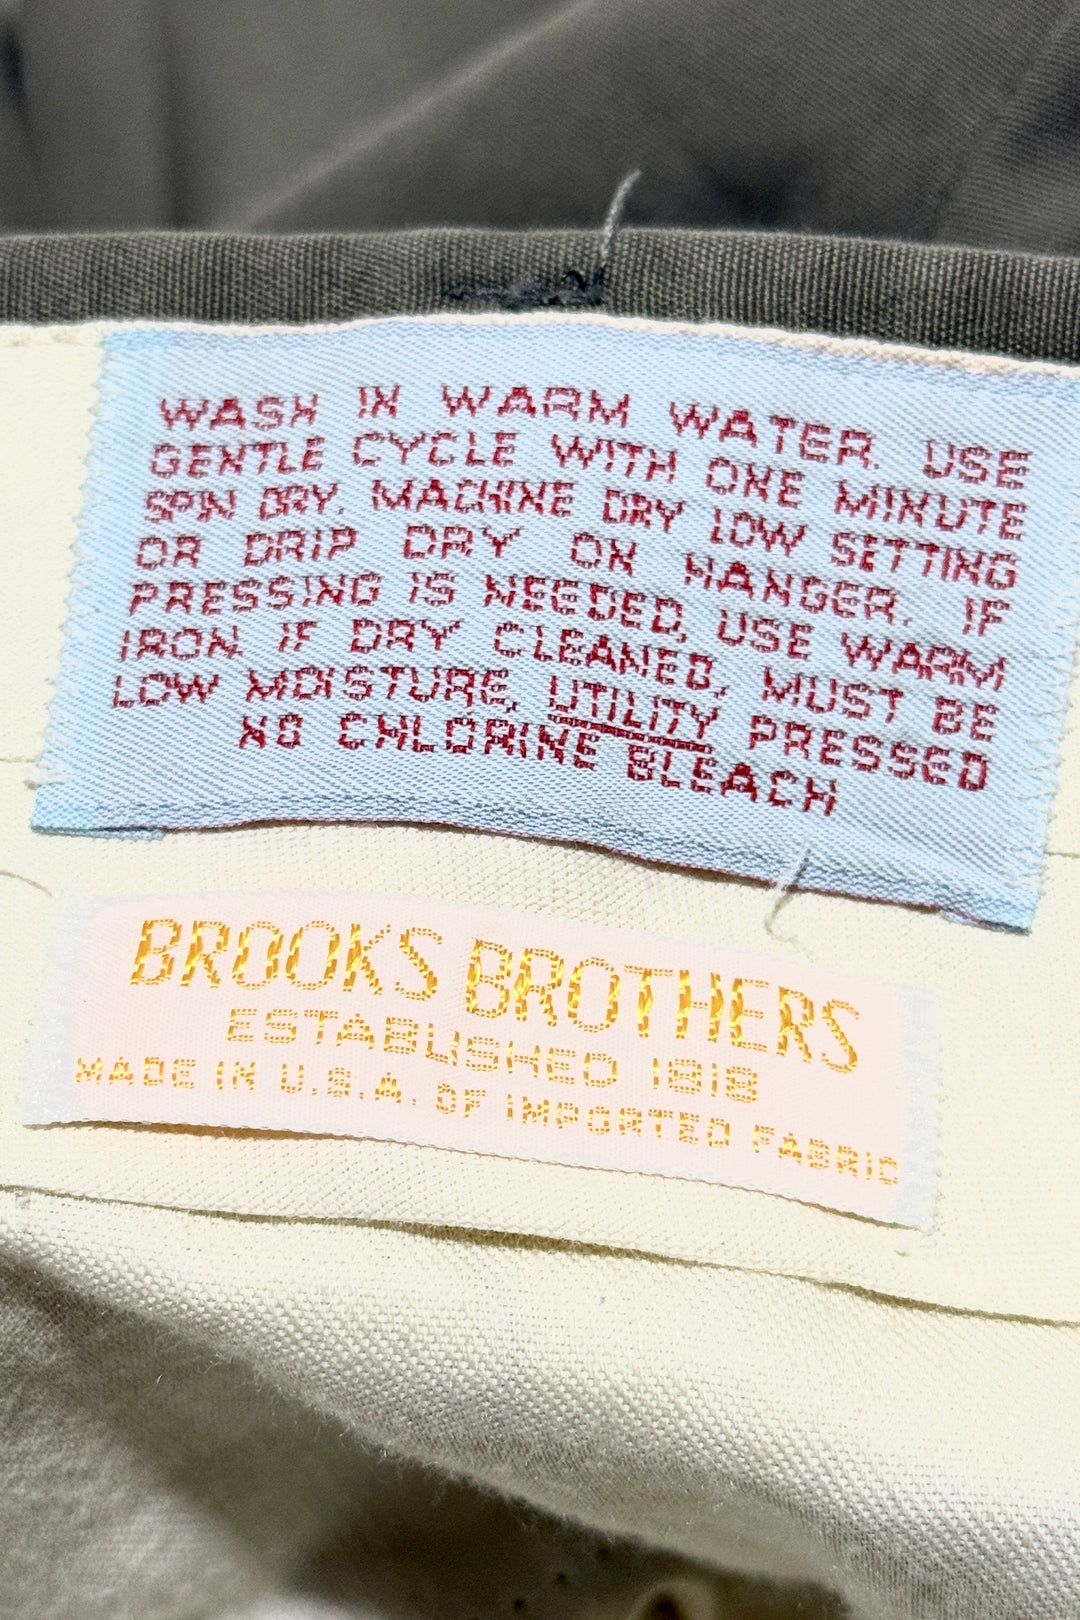 WASH IN WARM WATER. USE
GENTLE CYCLE WITH ONE MINUTE
SPIN DRY. MACHINE DRY LOW SETTING
OR DRIP DRY ON HANGER. IF
PRESSING IS NEEDED, USE WARM
IRON. IF DRY CLEANED, MUST BE
LOW MOISTURE, UTILITY PRESSED
NO CHLORINE BLEACH
BROOKS BROTHERS
ESTABLISHED 1818
MADE IN U.S.A. OF IMPORTED FABRIC